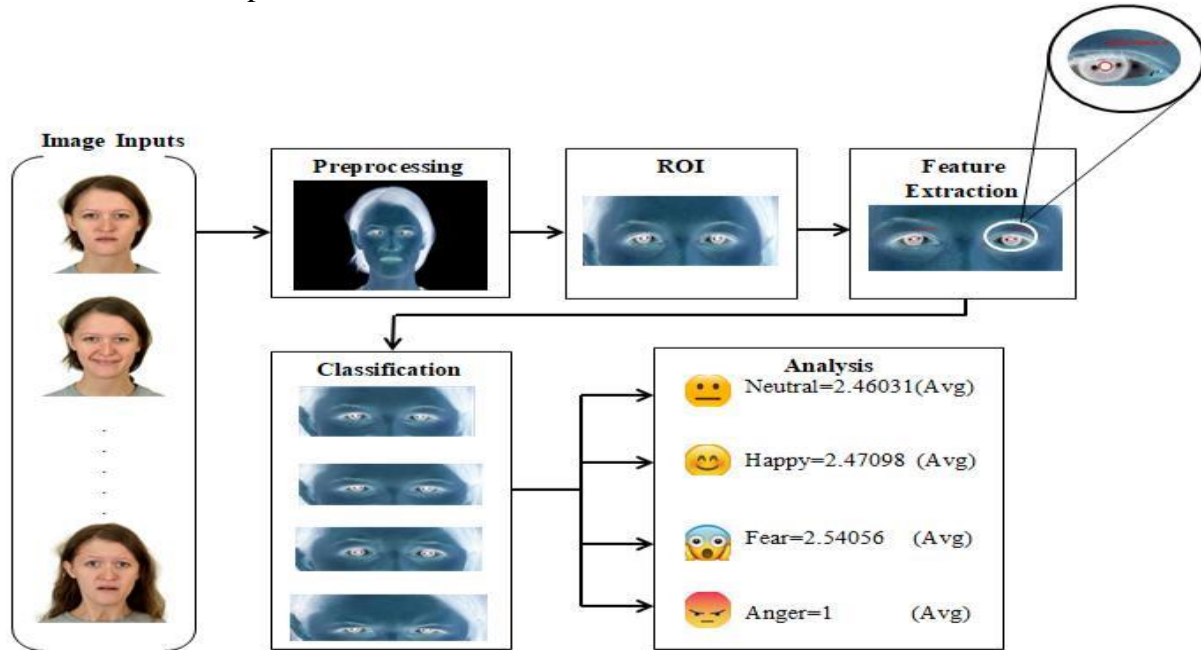 Image Inputs
Preprocessing
ROI
Feature
Extraction
Classification
Analysis
Neutral=2.46031(Avg)
Happy=2.47098 (Avg)
Fear=2.54056 (Avg)
Anger=1 (Avg)